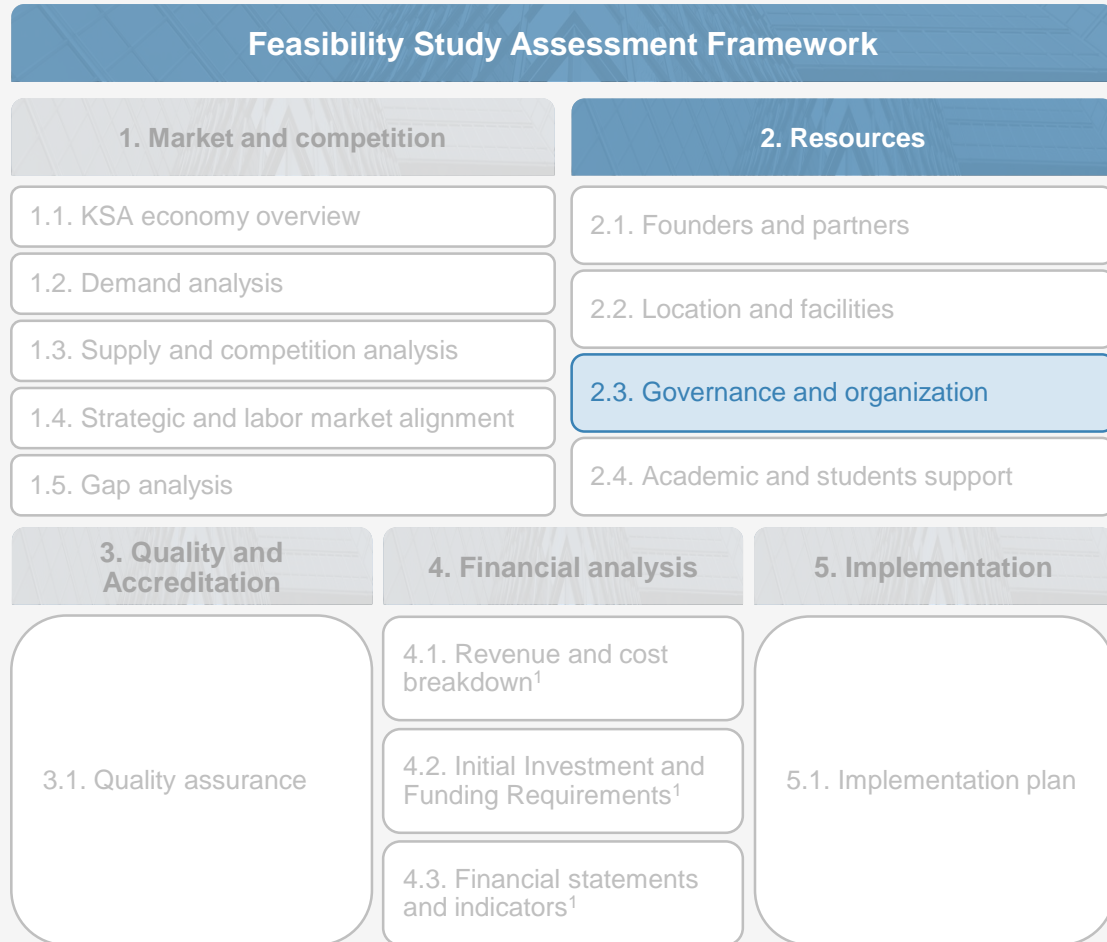 Feasibility Study Assessment Framework
1. Market and competition
1.1. KSA economy overview
1.2. Demand analysis
1.3. Supply and competition analysis
1.4. Strategic and labor market alignment
1.5. Gap analysis
2. Resources
2.1. Founders and partners
2.2. Location and facilities
2.3. Governance and organization
2.4. Academic and students support
3. Quality and
Accreditation
3.1. Quality assurance
4. Financial analysis
4.1. Revenue and cost
breakdown¹
4.2. Initial Investment and
Funding Requirements¹
4.3. Financial statements
and indicators¹
5. Implementation
5.1. Implementation plan